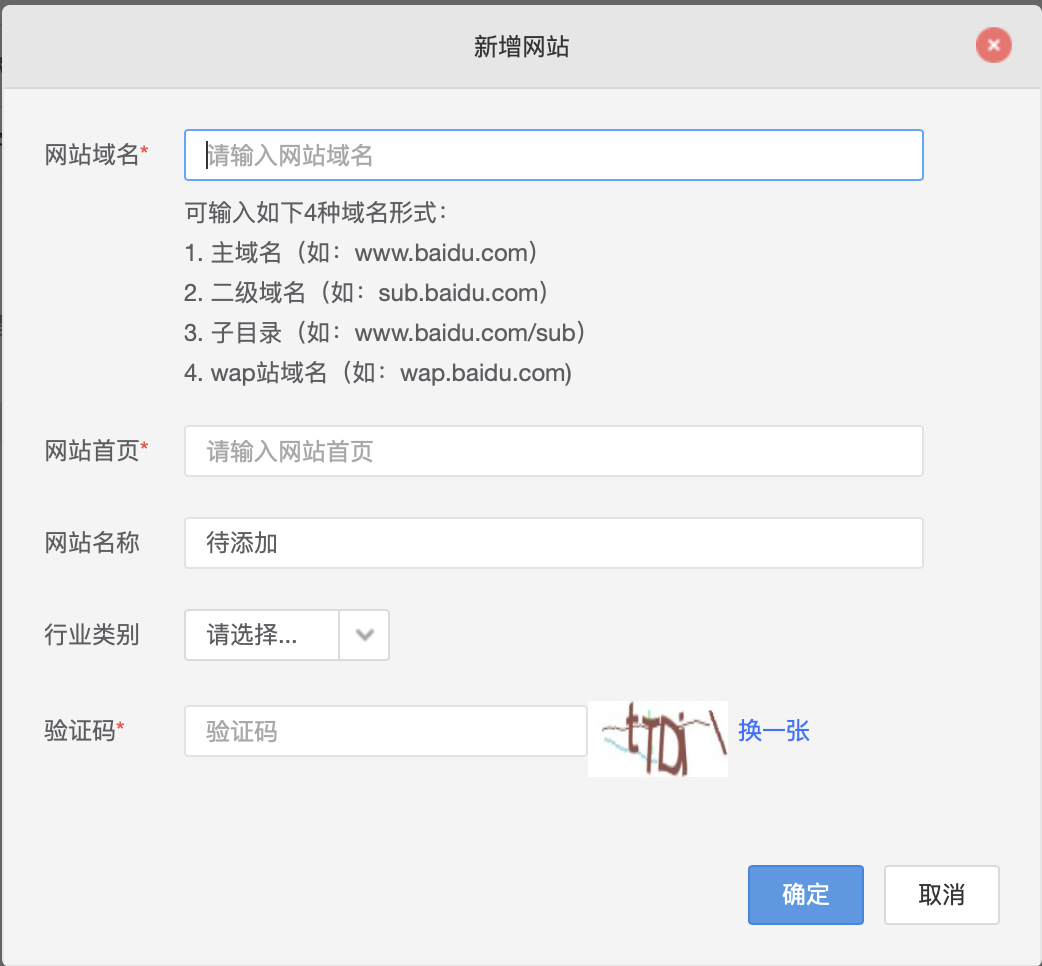 新增网站
网站域名*
请输入网站域名
可输入如下4种域名形式：
1. 主域名（如：www.baidu.com）
2. 二级域名（如：sub.baidu.com）
3. 子目录（如：www.baidu.com/sub）
4. wap站域名（如：wap.baidu.com)
网站首页*
请输入网站首页
网站名称
待添加
行业类别
请选择...
验证码*
验证码
换一张
确定
取消